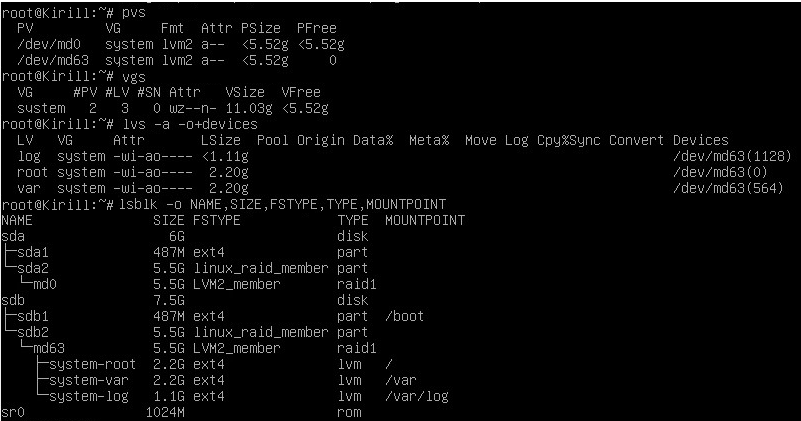 root@Kirill:~# pvs
  PV         VG     Fmt  Attr PSize  PFree
  /dev/md0   system lvm2 a--  <5.52g <5.52g
  /dev/md63  system lvm2 a--  <5.52g     0
root@Kirill:~# vgs
  VG     #PV #LV #SN Attr   VSize  VFree
  system   2   3   0 wz--n- 11.03g <5.52g
root@Kirill:~# lvs -a -o+devices
  LV   VG     Attr       LSize  Pool Origin Data%  Meta%  Move Log Cpy%Sync Convert Devices
  log  system -wi-ao---- <1.11g                                                     /dev/md63(1128)
  root system -wi-ao----  2.20g                                                     /dev/md63(0)
  var  system -wi-ao----  2.20g                                                     /dev/md63(564)
root@Kirill:~# lsblk -o NAME,SIZE,FSTYPE,TYPE,MOUNTPOINT
NAME               SIZE FSTYPE            TYPE  MOUNTPOINT
sda                  6G                   disk
├─sda1             487M ext4              part
└─sda2             5.5G linux_raid_member part
  └─md0            5.5G LVM2_member       raid1
sdb                7.5G                   disk
├─sdb1             487M ext4              part  /boot
└─sdb2             5.5G linux_raid_member part
  └─md63           5.5G LVM2_member       raid1
    ├─system-root  2.2G ext4              lvm   /
    ├─system-var   2.2G ext4              lvm   /var
    └─system-log   1.1G ext4              lvm   /var/log
sr0               1024M                   rom